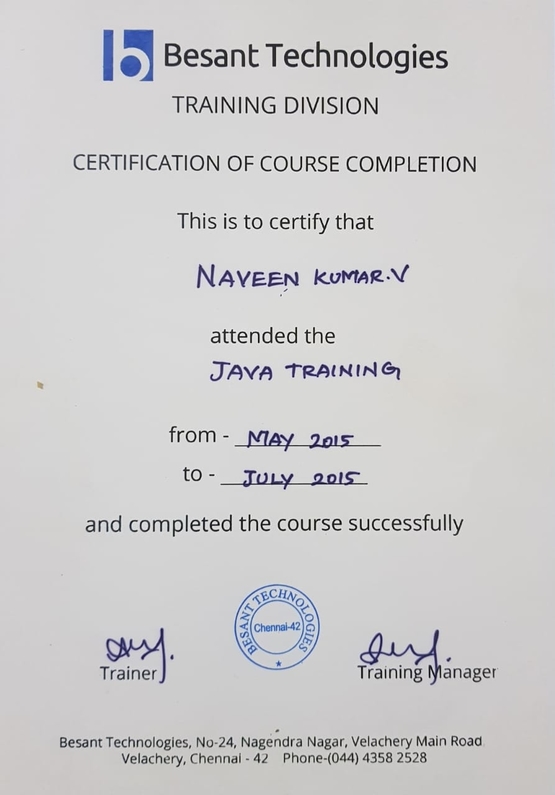 Besant Technologies
TRAINING DIVISION
CERTIFICATION OF COURSE COMPLETION
This is to certify that
NAVEEN KUMAR.V
attended the
JAVA TRAINING
from - MAY 2015
to - JULY 2015
and completed the course successfully
BESANT TECHNOLOGIES
Chennai-42
Trainer
Training Manager
Besant Technologies, No-24, Nagendra Nagar, Velachery Main Road
Velachery, Chennai - 42 Phone-(044) 4358 2528